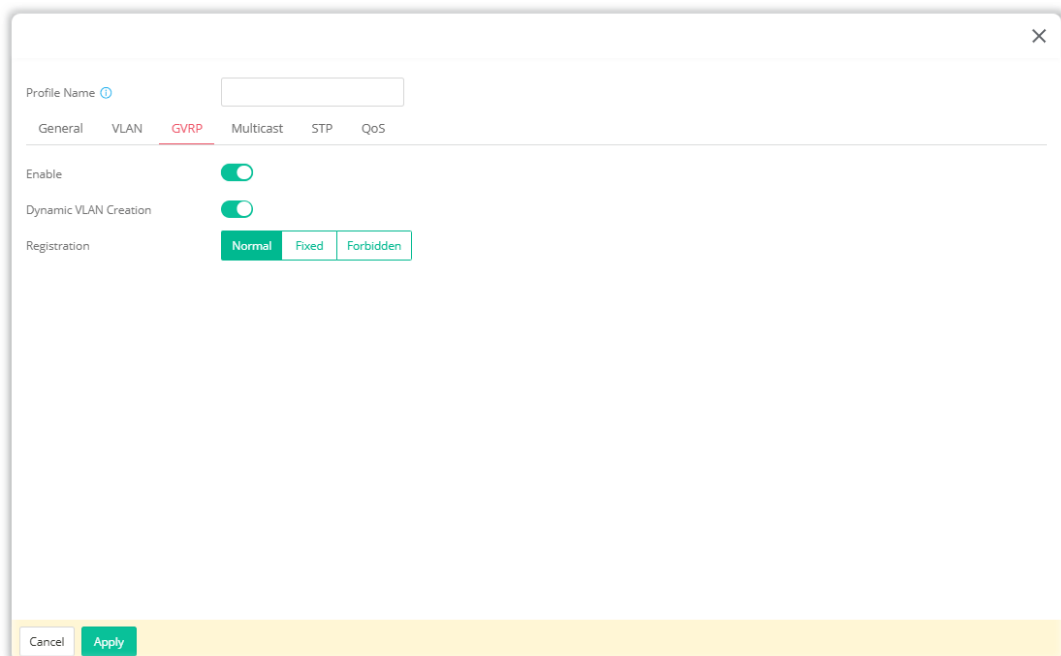 Profile Name
General VLAN GVRP Multicast STP QoS
Enable
Dynamic VLAN Creation
Registration Normal Fixed Forbidden
Cancel Apply